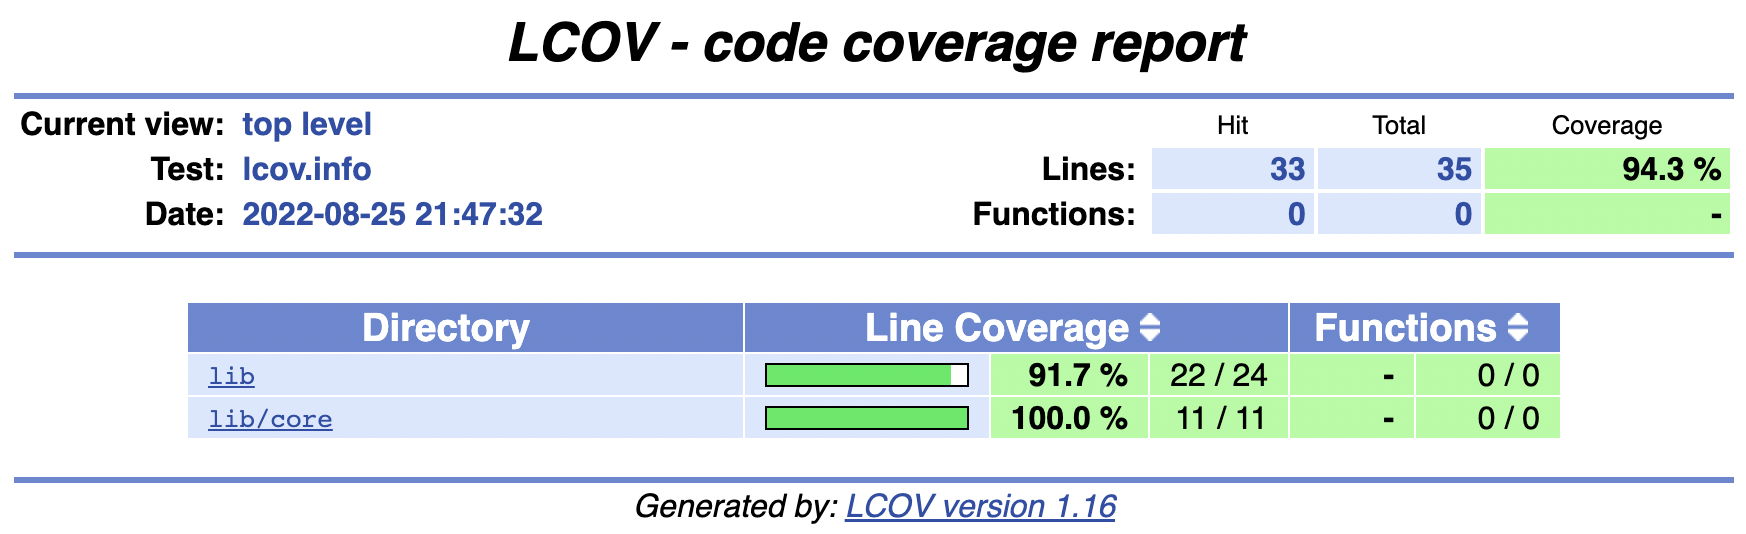 LCOV - code coverage report
Current view: top level
Hit Total Coverage
Test: lcov.info
Lines: 33 35 94.3 %
Date: 2022-08-25 21:47:32
Functions: 0 0 -
Directory Line Coverage Functions
lib 91.7 % 22 / 24 - 0 / 0
lib/core 100.0 % 11 / 11 - 0 / 0
Generated by: LCOV version 1.16